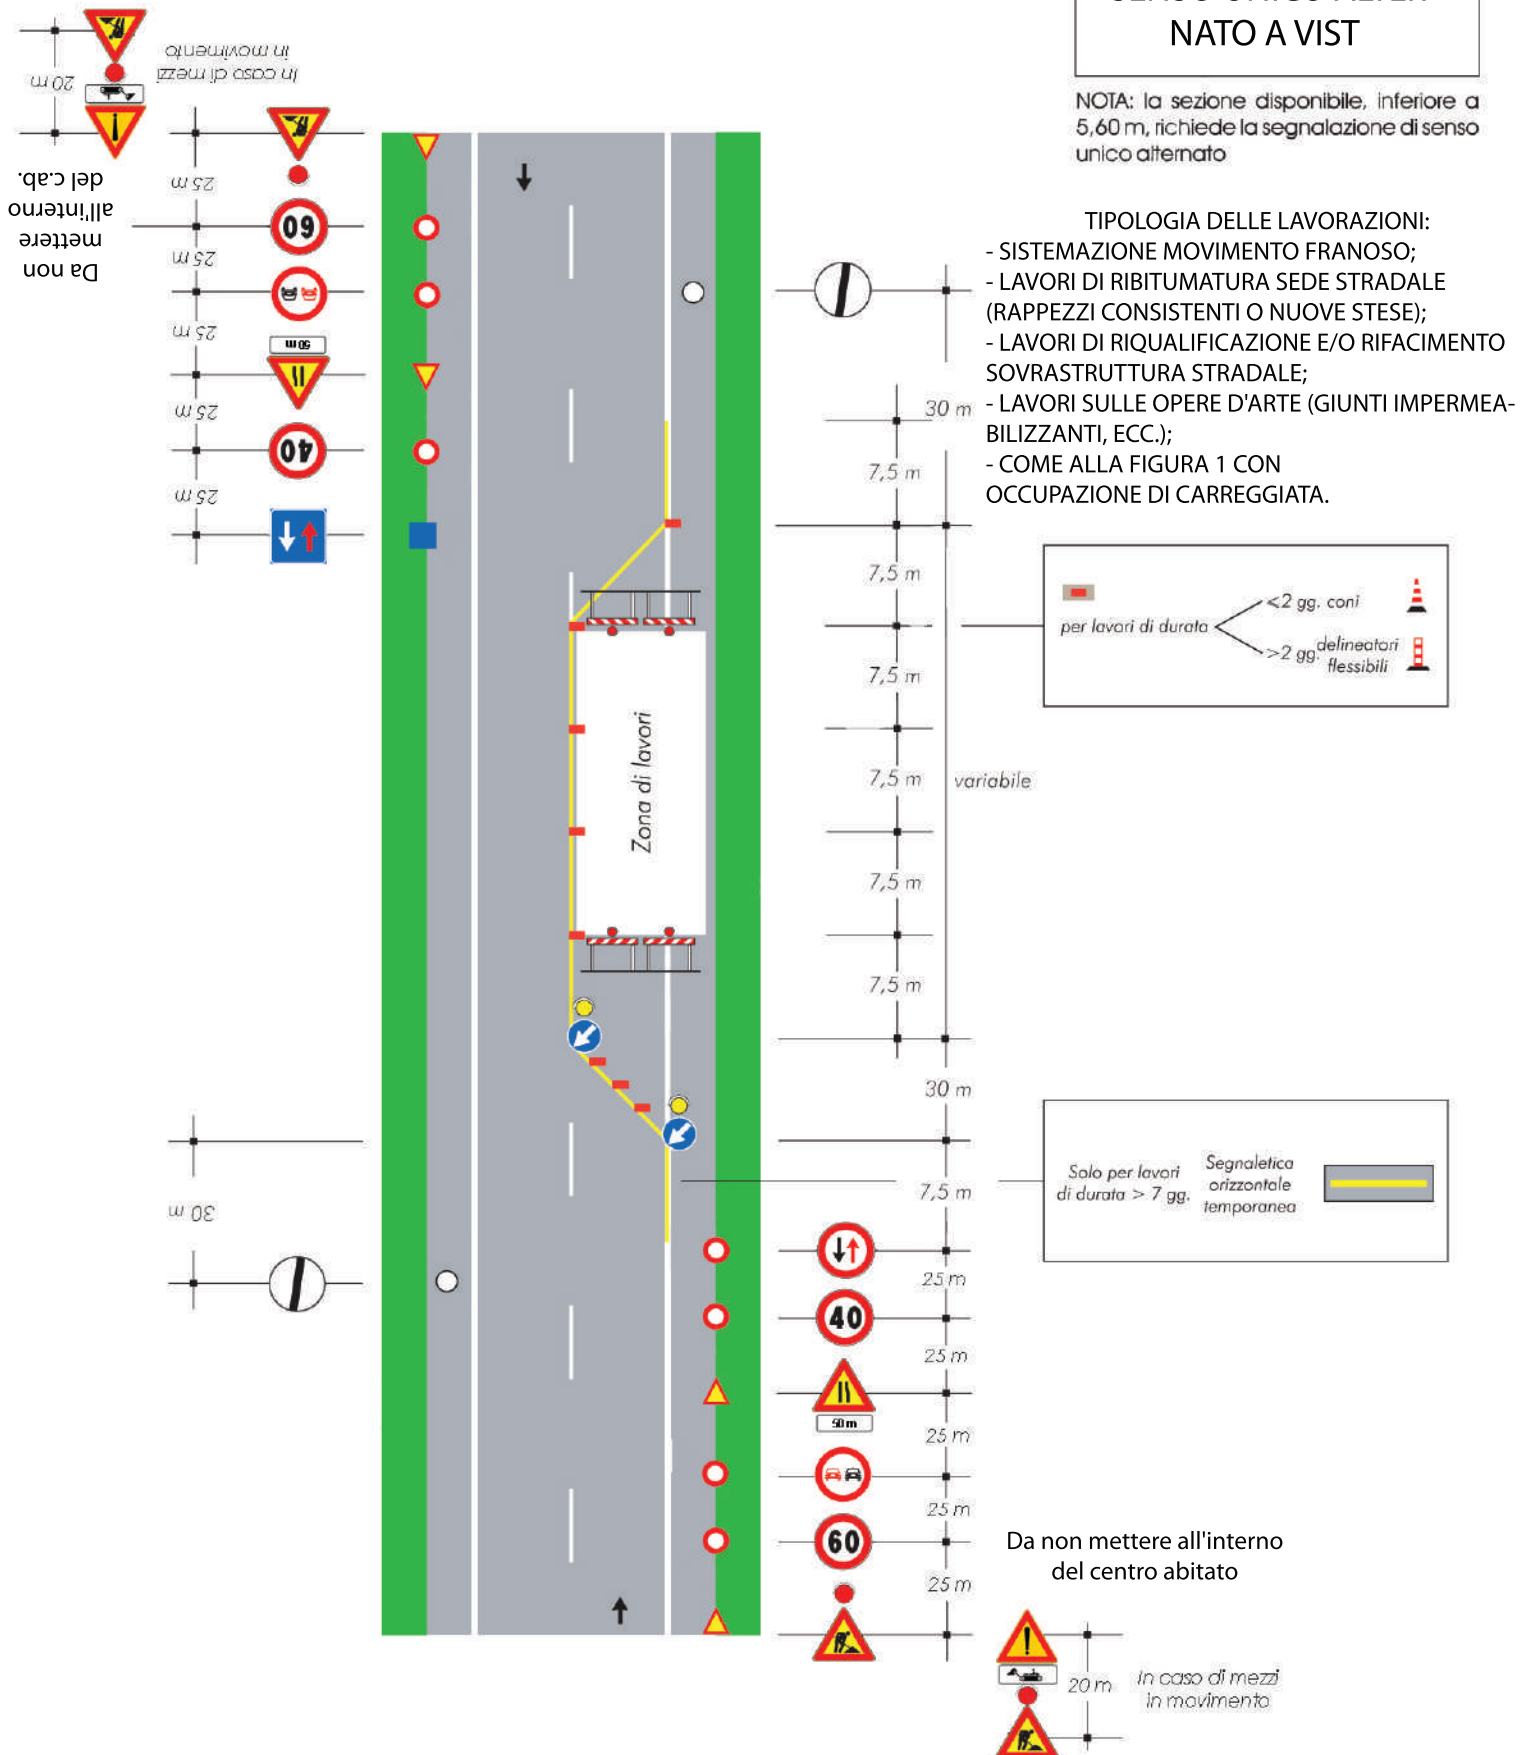 NATO A VIST
NOTA: la sezione disponibile, inferiore a
5,60 m, richiede la segnalazione di senso
unico alternato
TIPOLOGIA DELLE LAVORAZIONI:
- SISTEMAZIONE MOVIMENTO FRANOSO;
- LAVORI DI RIBITUMATURA SEDE STRADALE
(RAPPEZZI CONSISTENTI O NUOVE STESE);
- LAVORI DI RIQUALIFICAZIONE E/O RIFACIMENTO
SOVRASTRUTTURA STRADALE;
- LAVORI SULLE OPERE D'ARTE (GIUNTI IMPERMEA-
BILIZZANTI, ECC.);
- COME ALLA FIGURA 1 CON
OCCUPAZIONE DI CARREGGIATA.
In caso di mezzi
in movimento
20 m
Da non
mettere
all'interno
del c.ab.
25 m
60
25 m
25 m
50 m
25 m
40
25 m
30 m
7,5 m
7,5 m
7,5 m
7,5 m
7,5 m
7,5 m
variabile
Zona di lavori
per lavori di durata
<2 gg. coni
>2 gg. delineatori
flessibili
30 m
7,5 m
Solo per lavori
di durata > 7 gg.
Segnaletica
orizzontale
temporanea
30 m
25 m
40
25 m
50 m
25 m
25 m
60
25 m
Da non mettere all'interno
del centro abitato
20 m
In caso di mezzi
in movimento